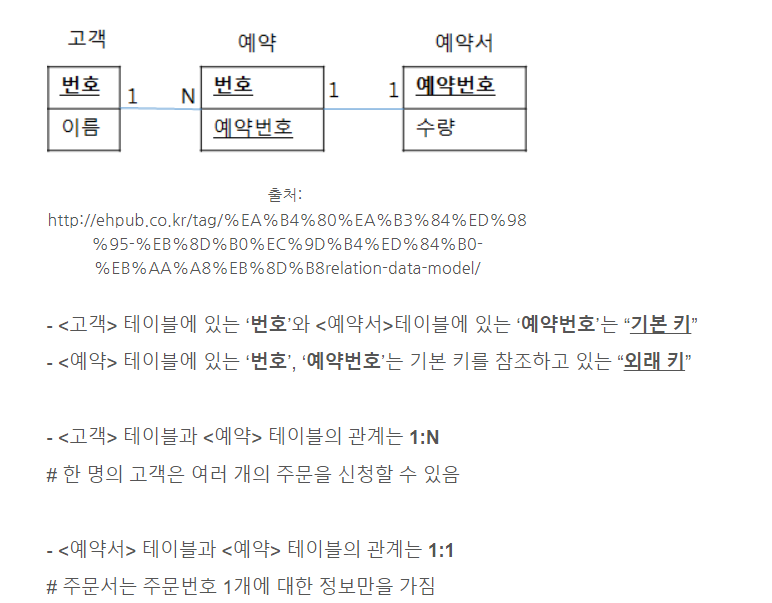 고객 예약 예약서
번호 1 N 번호 1 1 예약번호
이름 예약번호 수량
출처:
http://ehpub.co.kr/tag/%EA%B4%80%EA%B3%84%ED%98
%95-%EB%8D%B0%EC%9D%B4%ED%84%B0-
%EB%AA%A8%EB%8D%B8relation-data-model/
- <고객> 테이블에 있는 ‘번호’와 <예약서>테이블에 있는 ‘예약번호’는 “기본 키”
- <예약> 테이블에 있는 ‘번호’, ‘예약번호’는 기본 키를 참조하고 있는 “외래 키”
- <고객> 테이블과 <예약> 테이블의 관계는 1:N
# 한 명의 고객은 여러 개의 주문을 신청할 수 있음
- <예약서> 테이블과 <예약> 테이블의 관계는 1:1
# 주문서는 주문번호 1개에 대한 정보만을 가짐